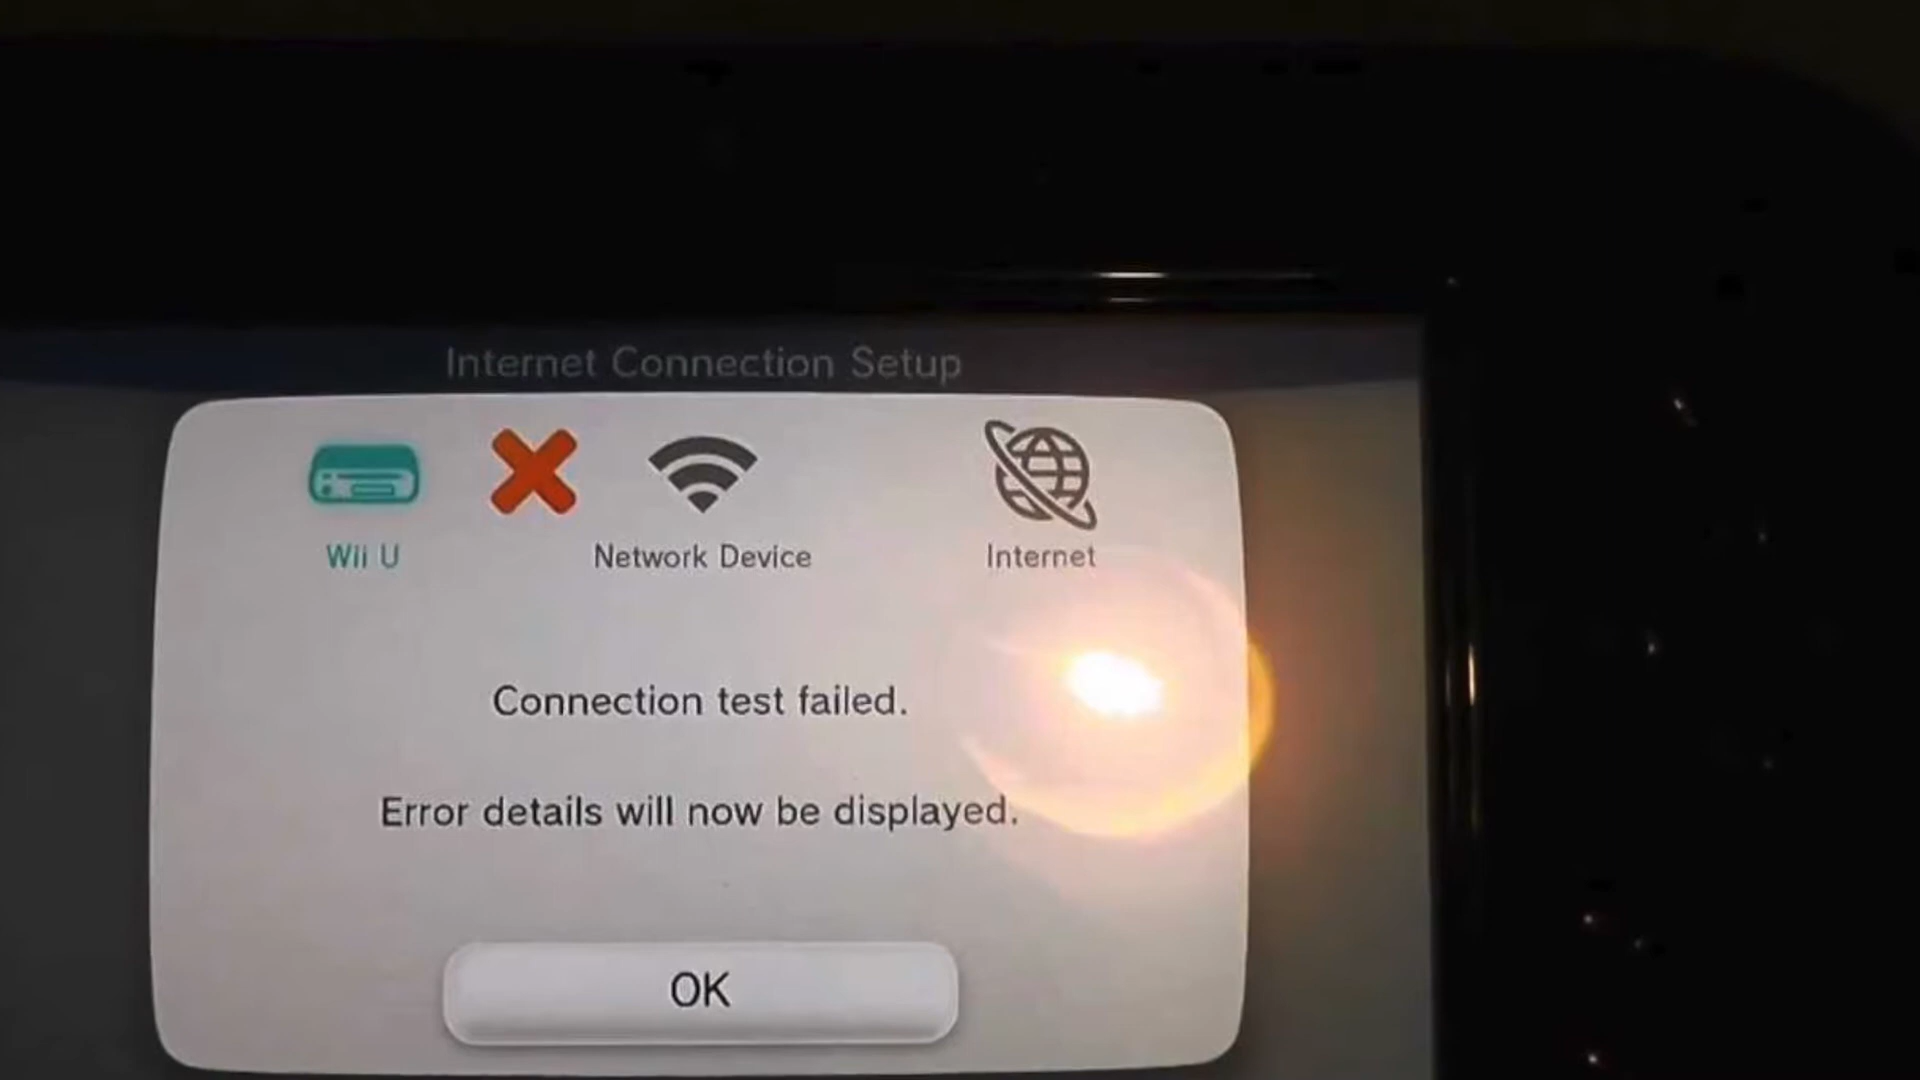 Internet Connection Setup
Wii U
Network Device
Internet
Connection test failed.
Error details will now be displayed.
OK